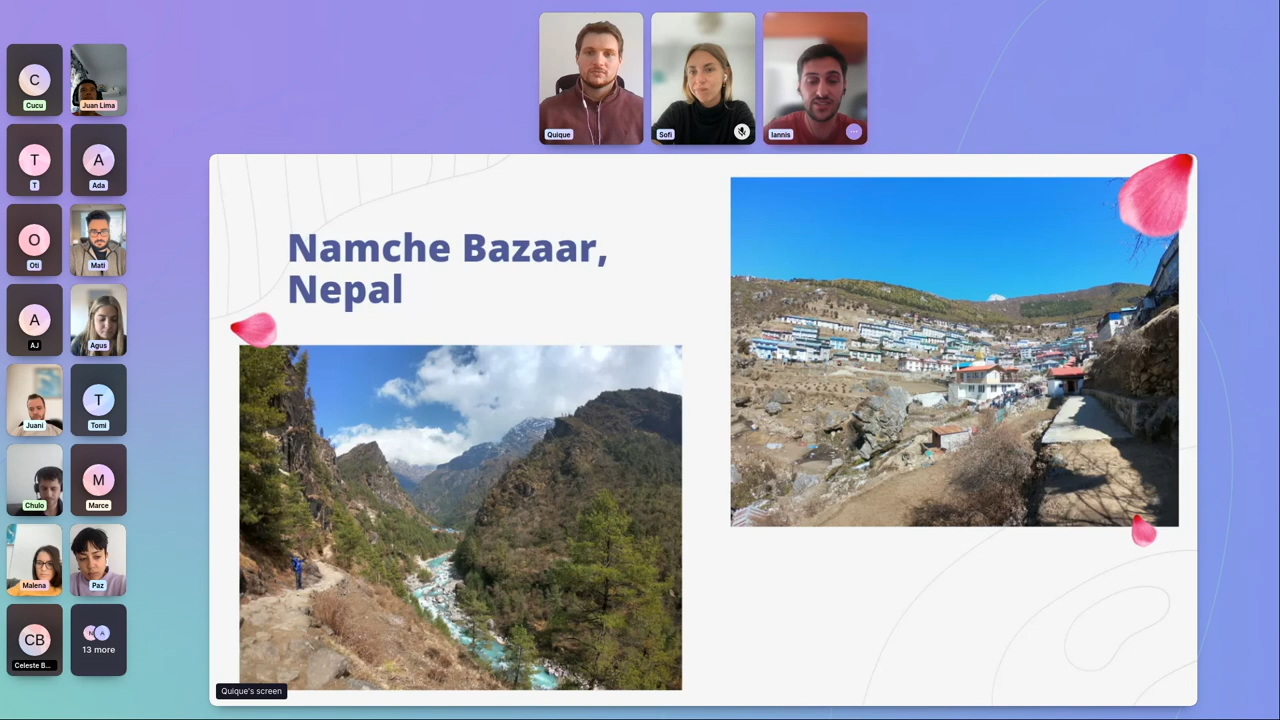 Quique
Sofi
Iannis
C
Cucu
Juan Lima
T
T
A
Ada
O
Oti
Mati
A
AJ
Agus
Juani
T
Tomi
Chulo
M
Marce
Malena
Paz
CB
Celeste B...
N A
13 more
Namche Bazaar,
Nepal
Quique's screen